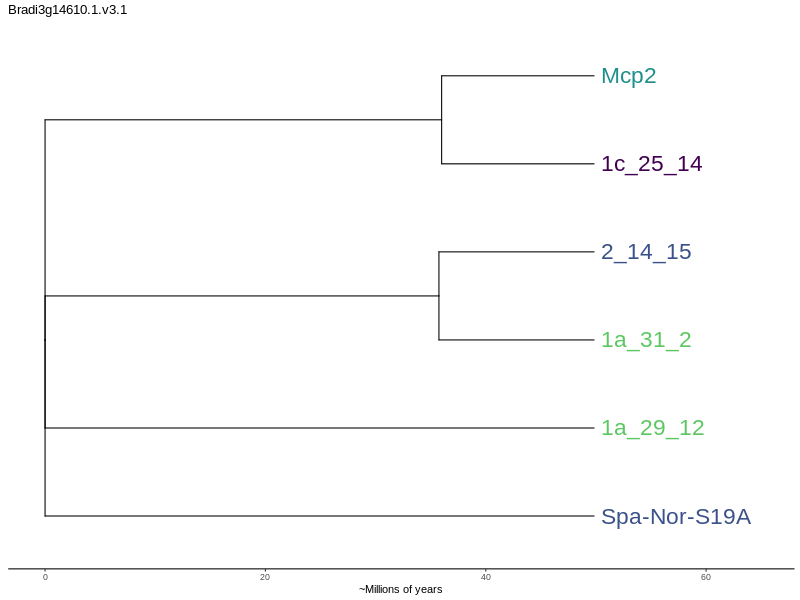 Bradi3g14610.1.v3.1
Mcp2
1c_25_14
2_14_15
1a_31_2
1a_29_12
Spa-Nor-S19A
0 20 40 60
~Millions of years